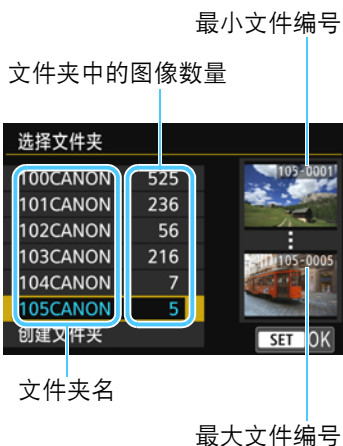 最小文件编号
文件夹中的图像数量
选择文件夹
100CANON 525
101CANON 236
102CANON 56
103CANON 216
104CANON 7
105CANON 5
创建文件夹
105-0001
105-0005
SET OK
文件夹名
最大文件编号